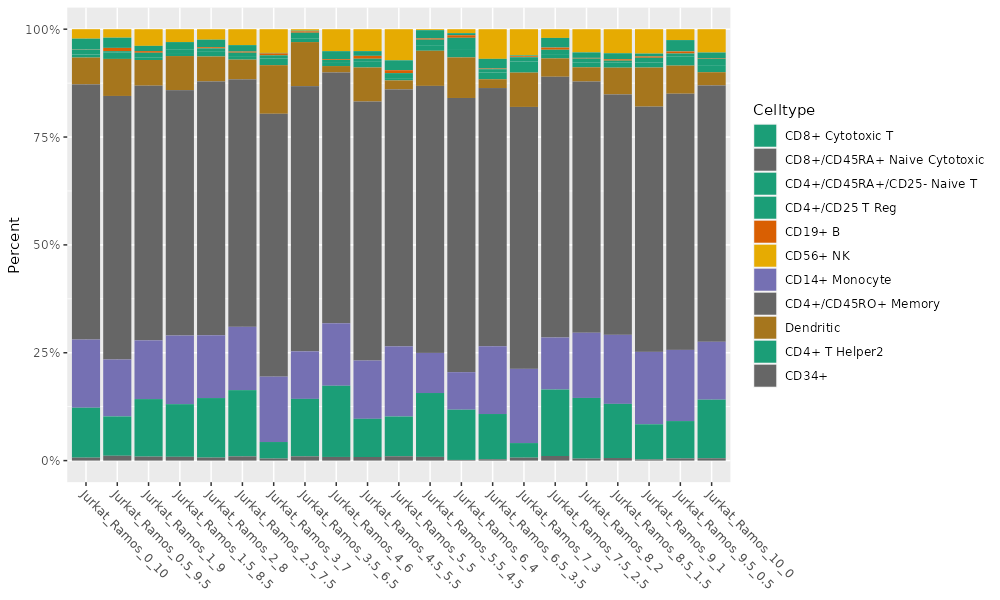 100%
75%
50%
25%
0%
Percent
Jurkat_Ramos_0_10
Jurkat_Ramos_0.5_9.5
Jurkat_Ramos_1_9
Jurkat_Ramos_1.5_8.5
Jurkat_Ramos_2_8
Jurkat_Ramos_2.5_7.5
Jurkat_Ramos_3_7
Jurkat_Ramos_3.5_6.5
Jurkat_Ramos_4_6
Jurkat_Ramos_4.5_5.5
Jurkat_Ramos_5_5
Jurkat_Ramos_5.5_4.5
Jurkat_Ramos_6_4
Jurkat_Ramos_6.5_3.5
Jurkat_Ramos_7_3
Jurkat_Ramos_7.5_2.5
Jurkat_Ramos_8_2
Jurkat_Ramos_8.5_1.5
Jurkat_Ramos_9_1
Jurkat_Ramos_9.5_0.5
Jurkat_Ramos_10_0
Celltype
CD8+ Cytotoxic T
CD8+/CD45RA+ Naive Cytotoxic
CD4+/CD45RA+/CD25- Naive T
CD4+/CD25 T Reg
CD19+ B
CD56+ NK
CD14+ Monocyte
CD4+/CD45RO+ Memory
Dendritic
CD4+ T Helper2
CD34+